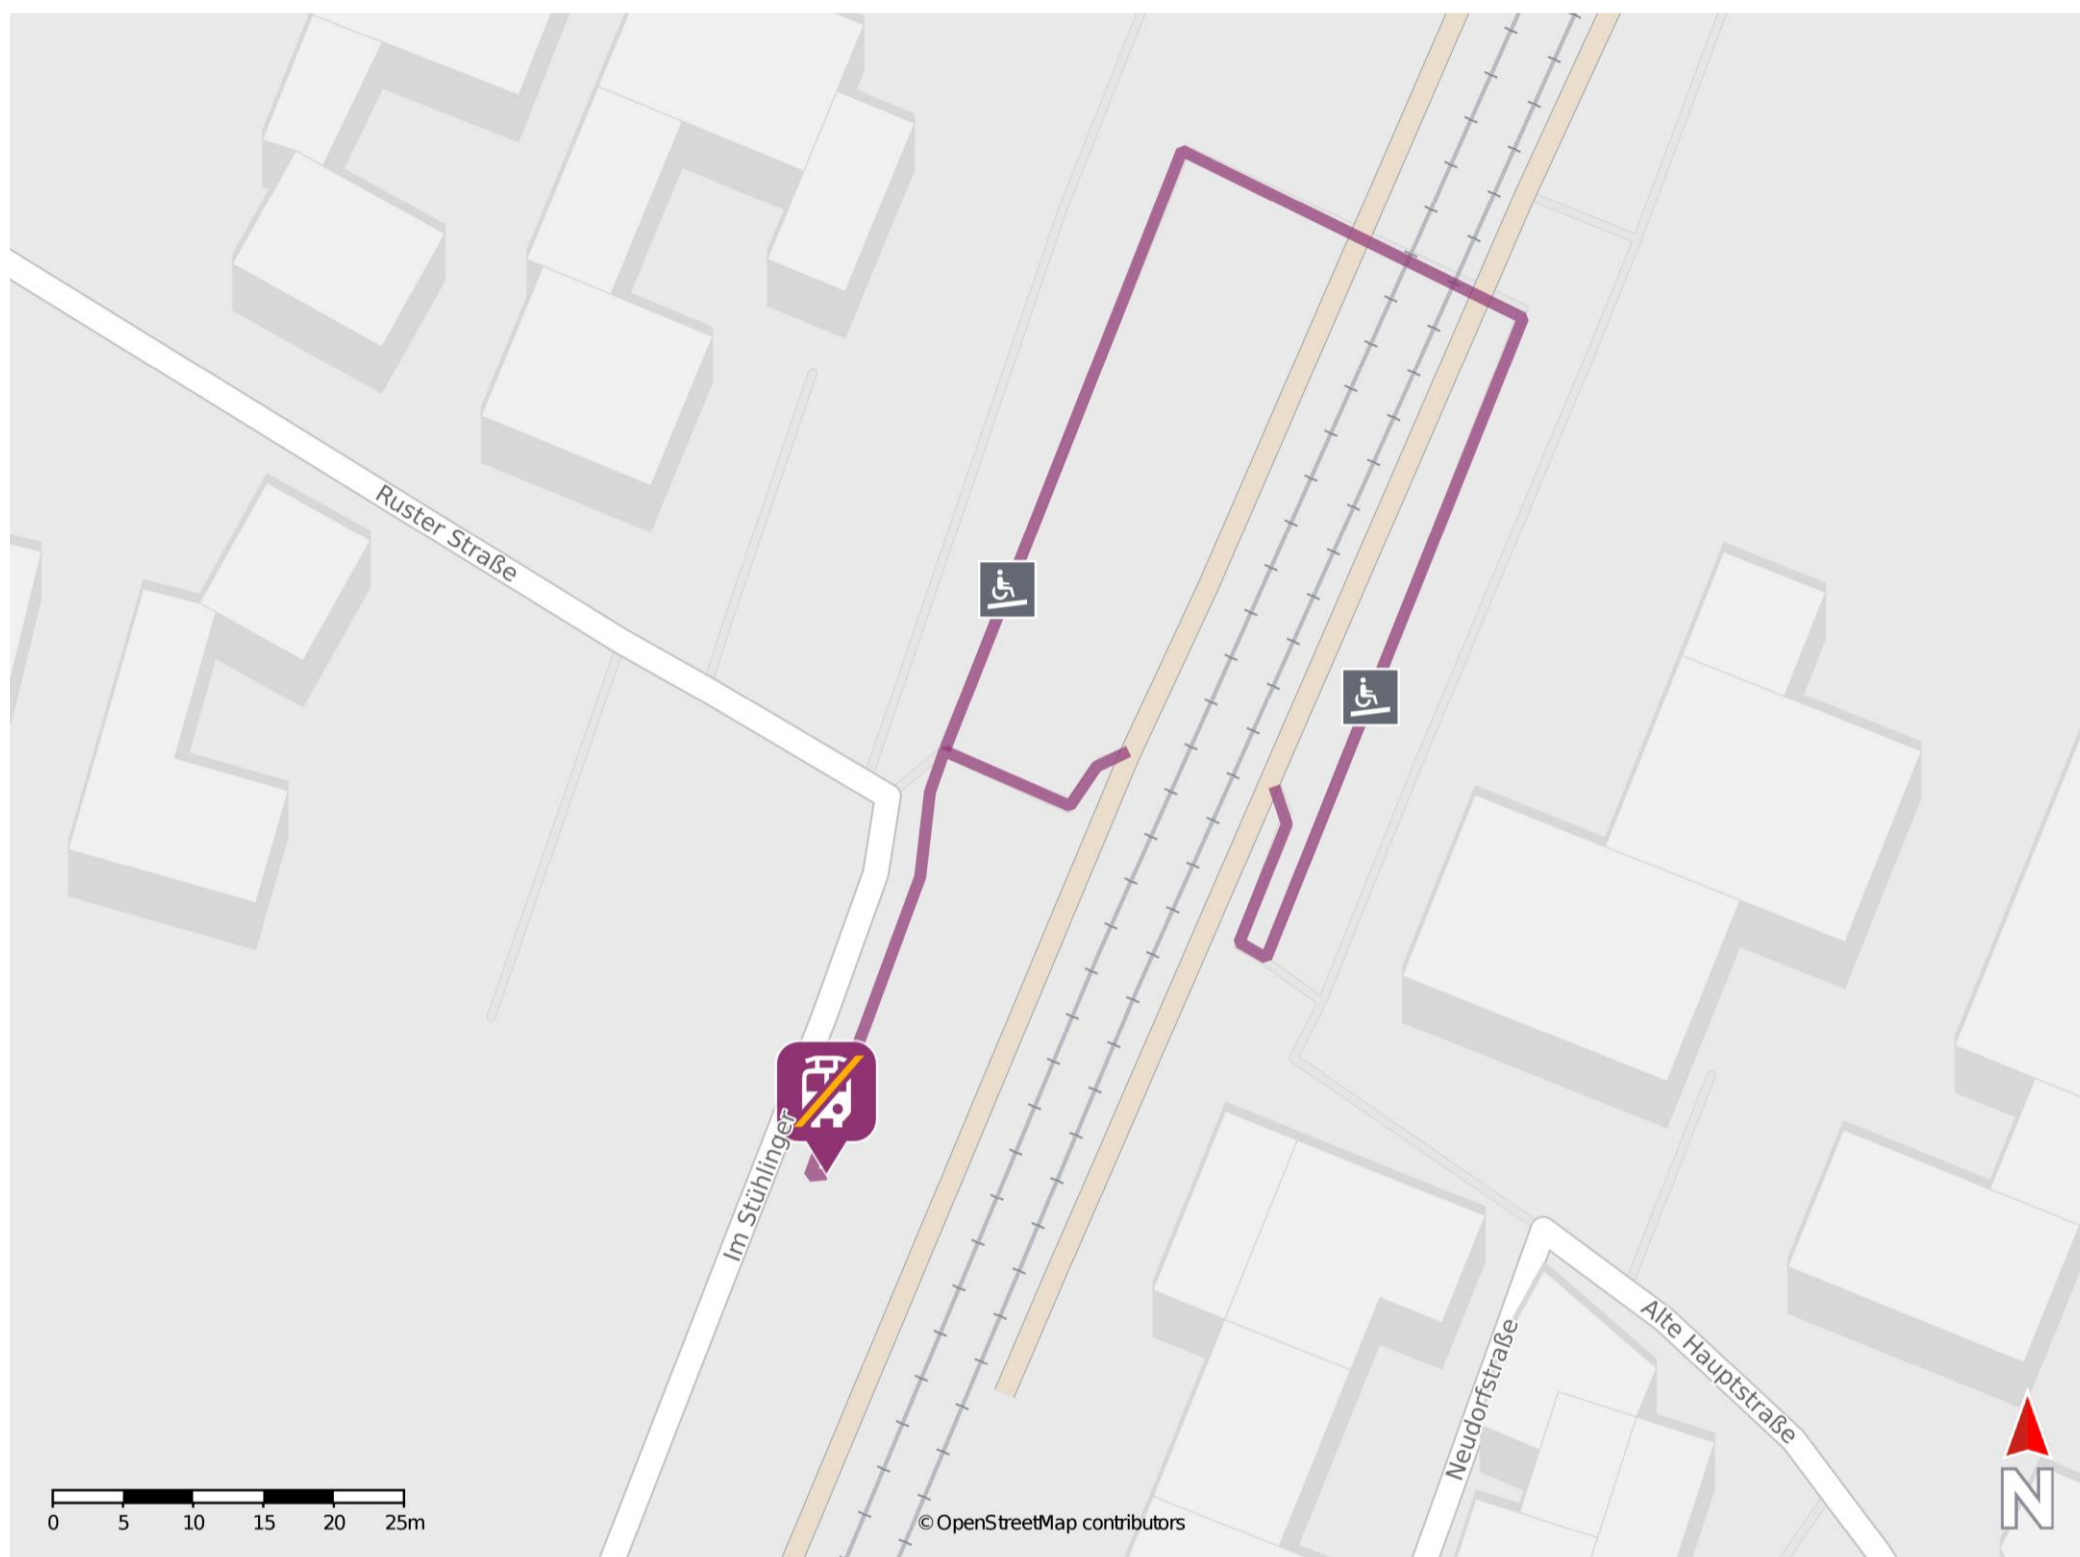 Ruster Straße
Im Stühlinger
Neudorfstraße
Alte Hauptstraße
0 5 10 15 20 25m
© OpenStreetMap contributors
N